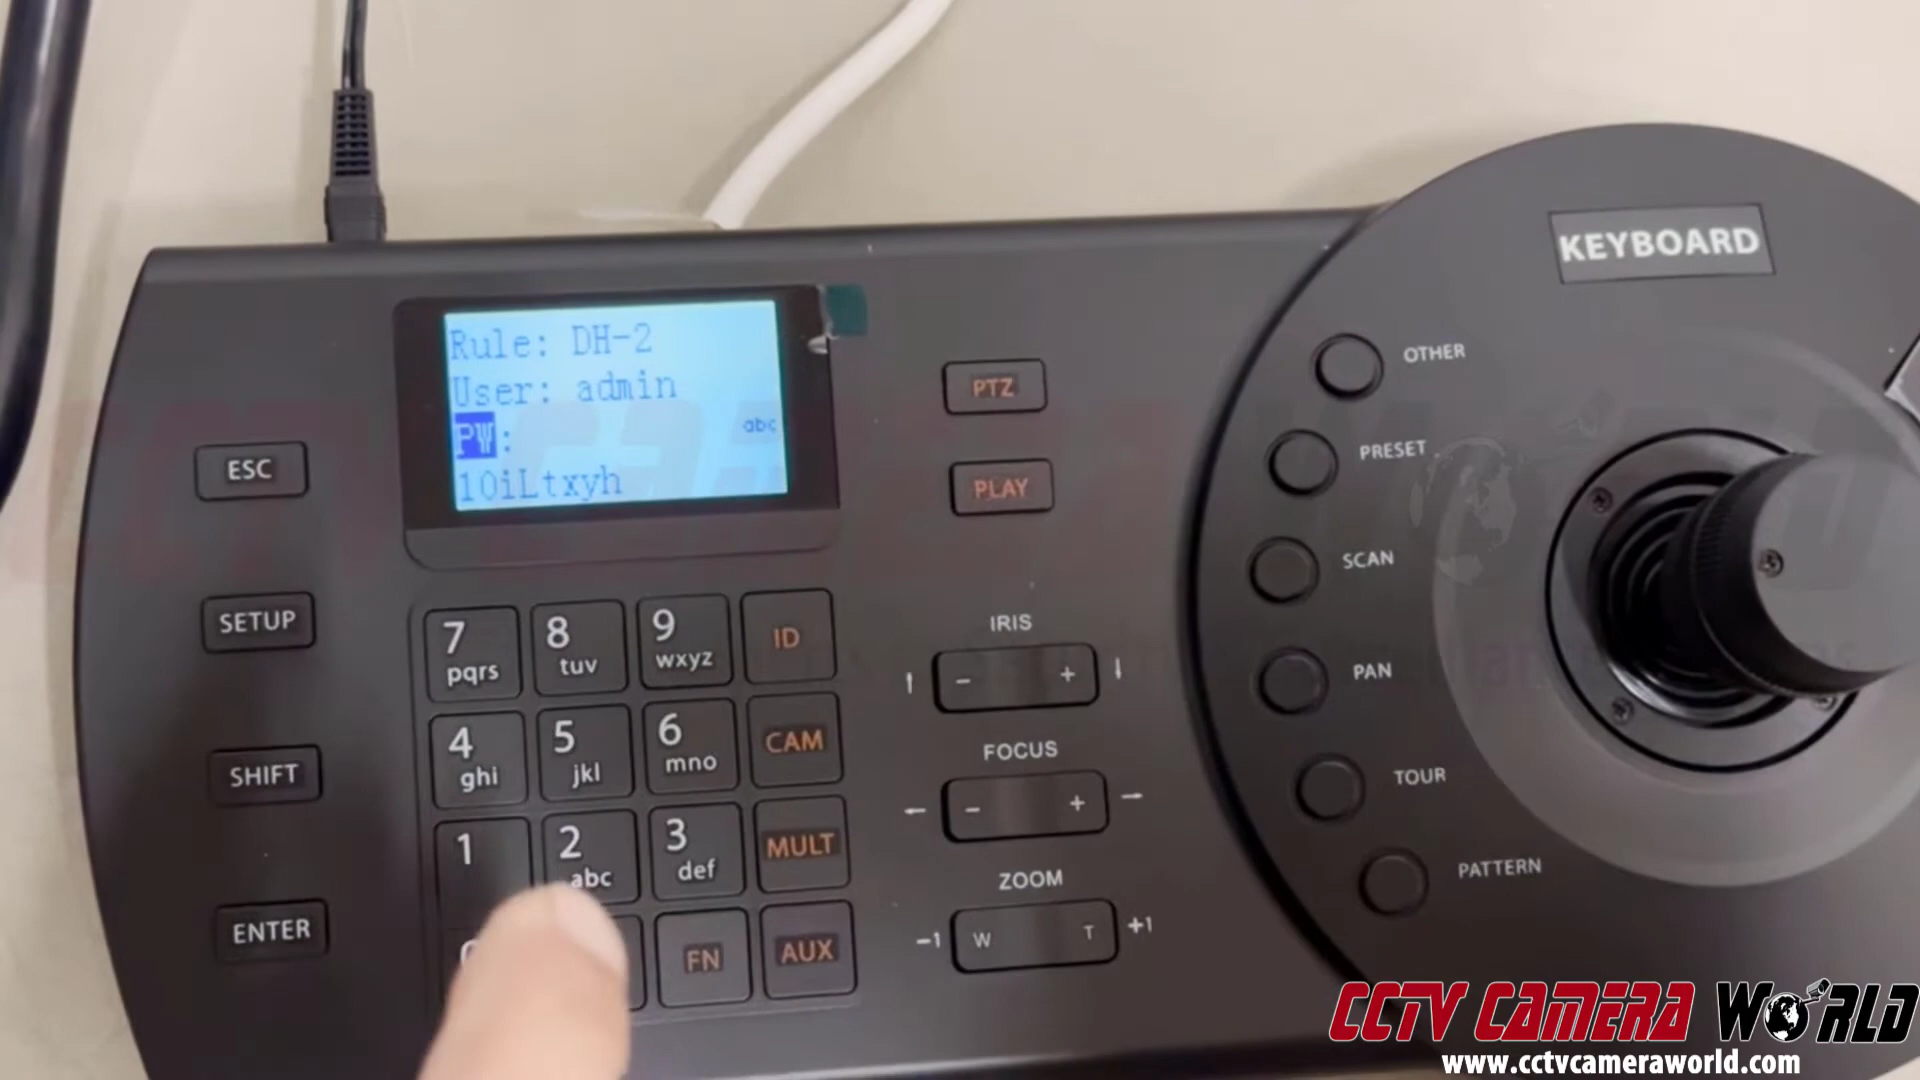 KEYBOARD
Rule: DH-2
User: admin
PW:
abc
10iLtxyh
ESC
SETUP
SHIFT
ENTER
7
pqrs
8
tuv
9
wxyz
ID
4
ghi
5
jkl
6
mno
CAM
1
2
abc
3
def
MULT
FN
AUX
PTZ
PLAY
IRIS
- +
FOCUS
- +
ZOOM
-1 W T +1
OTHER
PRESET
SCAN
PAN
TOUR
PATTERN
CCTV CAMERA WORLD
www.cctvcameraworld.com